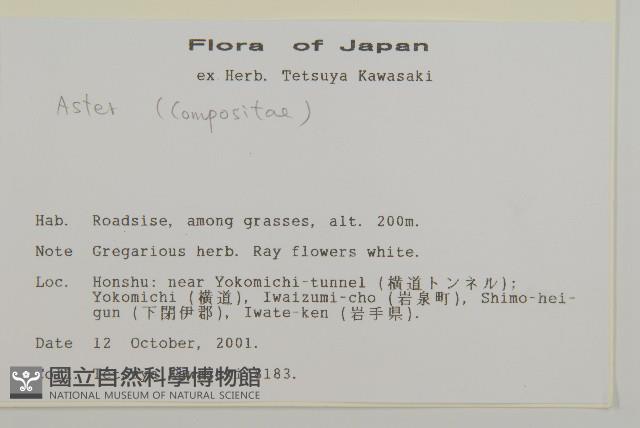 Flora of Japan
ex Herb. Tetsuya Kawasaki
Aster (Compositae)
Hab. Roadsise, among grasses, alt. 200m.
Note Gregarious herb. Ray flowers white.
Loc. Honshu: near Yokomichi-tunnel (横道トンネル);
Yokomichi (横道), Iwaizumi-cho (岩泉町), Shimo-hei-
gun (下閉伊郡), Iwate-ken (岩手県).
Date 12 October, 2001.
Tetsuya 3183.
國立自然科學博物館
NATIONAL MUSEUM OF NATURAL SCIENCE